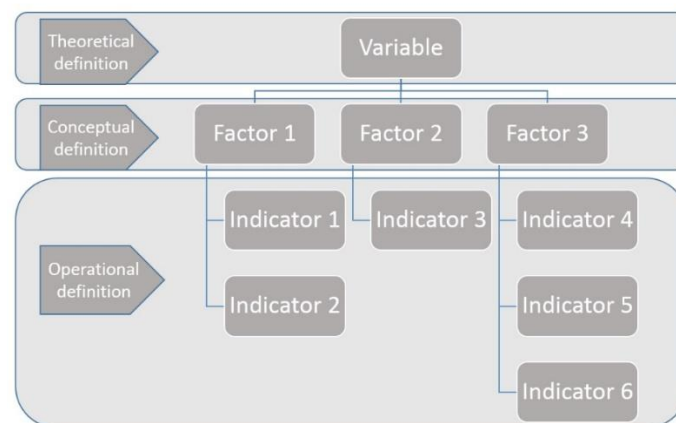 Theoretical
definition
Variable
Conceptual
definition
Factor 1
Factor 2
Factor 3
Operational
definition
Indicator 1
Indicator 3
Indicator 4
Indicator 2
Indicator 5
Indicator 6